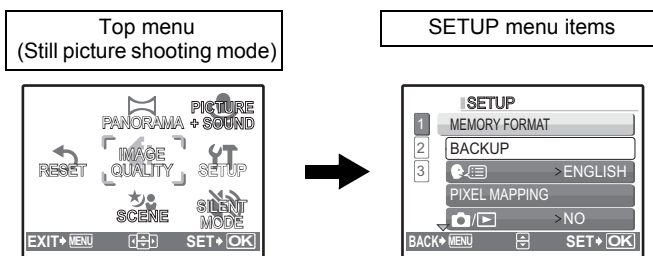 Top menu
(Still picture shooting mode)
SETUP menu items
PANORAMA
PICTURE
+ SOUND
RESET
IMAGE
QUALITY
SETUP
SCENE
SILENT
MODE
EXIT MENU
SET OK
SETUP
1 MEMORY FORMAT
2 BACKUP
3 >ENGLISH
PIXEL MAPPING
/ >NO
BACK MENU
SET OK